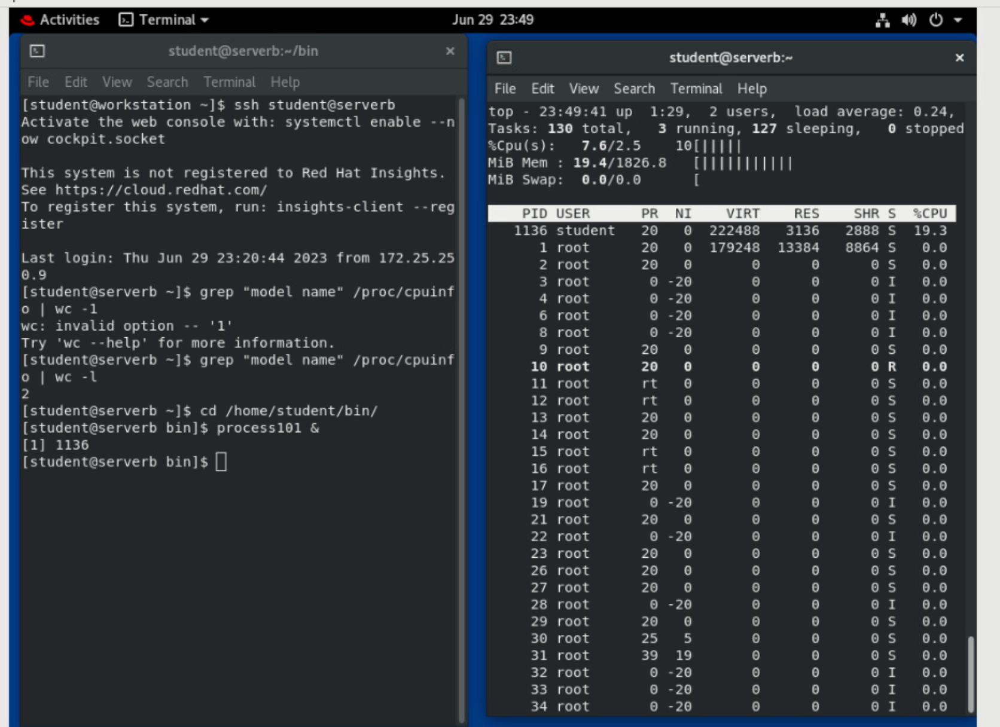 Activities Terminal Jun 29 23:49
student@serverb:~/bin ×
File Edit View Search Terminal Help
[student@workstation ~]$ ssh student@serverb
Activate the web console with: systemctl enable --n
ow cockpit.socket
This system is not registered to Red Hat Insights.
See https://cloud.redhat.com/
To register this system, run: insights-client --reg
ister
Last login: Thu Jun 29 23:20:44 2023 from 172.25.25
0.9
[student@serverb ~]$ grep "model name" /proc/cpuinf
o | wc -1
wc: invalid option -- '1'
Try 'wc --help' for more information.
[student@serverb ~]$ grep "model name" /proc/cpuinf
o | wc -l
2
[student@serverb ~]$ cd /home/student/bin/
[student@serverb bin]$ process101 &
[1] 1136
[student@serverb bin]$
student@serverb:~ ×
File Edit View Search Terminal Help
top - 23:49:41 up  1:29,  2 users,  load average: 0.24,
Tasks: 130 total,   3 running, 127 sleeping,   0 stopped
%Cpu(s):   7.6/2.5    10[|||||
MiB Mem : 19.4/1826.8   [|||||||||||
MiB Swap:  0.0/0.0      [
PID USER      PR  NI    VIRT    RES    SHR S  %CPU
1136 student   20   0  222488   3136   2888 S  19.3
1 root      20   0  179248  13384   8864 S   0.0
2 root      20   0       0      0      0 S   0.0
3 root       0 -20       0      0      0 I   0.0
4 root       0 -20       0      0      0 I   0.0
6 root       0 -20       0      0      0 I   0.0
8 root       0 -20       0      0      0 I   0.0
9 root      20   0       0      0      0 S   0.0
10 root      20   0       0      0      0 R   0.0
11 root      rt   0       0      0      0 S   0.0
12 root      rt   0       0      0      0 S   0.0
13 root      20   0       0      0      0 S   0.0
14 root      20   0       0      0      0 S   0.0
15 root      rt   0       0      0      0 S   0.0
16 root      rt   0       0      0      0 S   0.0
17 root      20   0       0      0      0 S   0.0
19 root       0 -20       0      0      0 I   0.0
21 root      20   0       0      0      0 S   0.0
22 root       0 -20       0      0      0 I   0.0
23 root      20   0       0      0      0 S   0.0
26 root      20   0       0      0      0 S   0.0
27 root      20   0       0      0      0 S   0.0
28 root       0 -20       0      0      0 I   0.0
29 root      20   0       0      0      0 S   0.0
30 root      25   5       0      0      0 S   0.0
31 root      39  19       0      0      0 S   0.0
32 root       0 -20       0      0      0 I   0.0
33 root       0 -20       0      0      0 I   0.0
34 root       0 -20       0      0      0 I   0.0